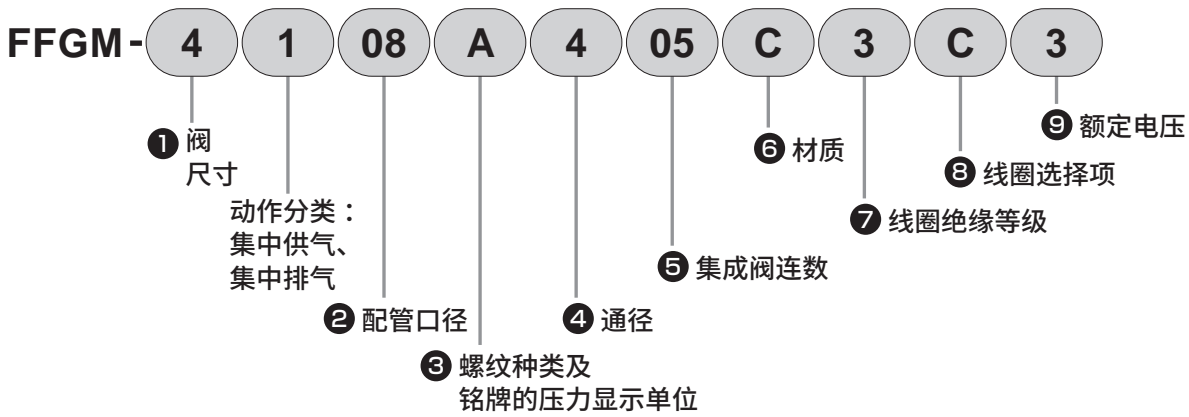 FFGM- 4 1 08 A 4 05 C 3 C 3
❶ 阀
尺寸
动作分类：
集中供气、
集中排气
❷ 配管口径
❸ 螺纹种类及
铭牌的压力显示单位
❹ 通径
❺ 集成阀连数
❻ 材质
❼ 线圈绝缘等级
❽ 线圈选择项
❾ 额定电压